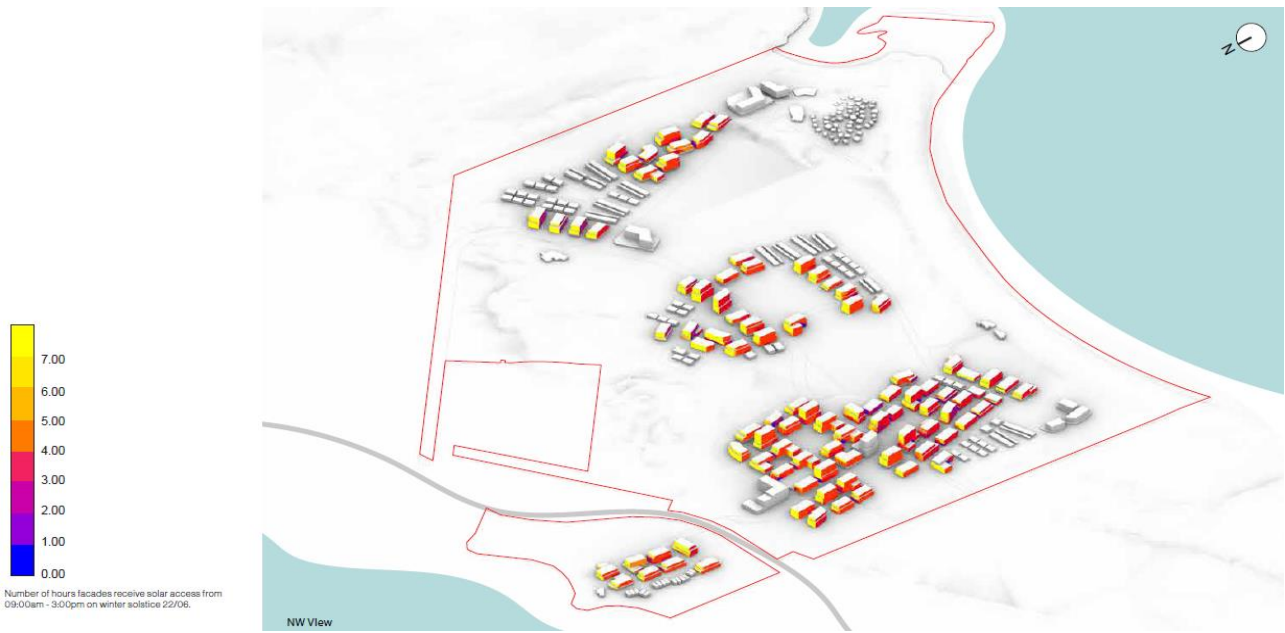 N
7.00
6.00
5.00
4.00
3.00
2.00
1.00
0.00
Number of hours facades receive solar access from
09:00am - 3:00pm on winter solstice 22/06.
NW View